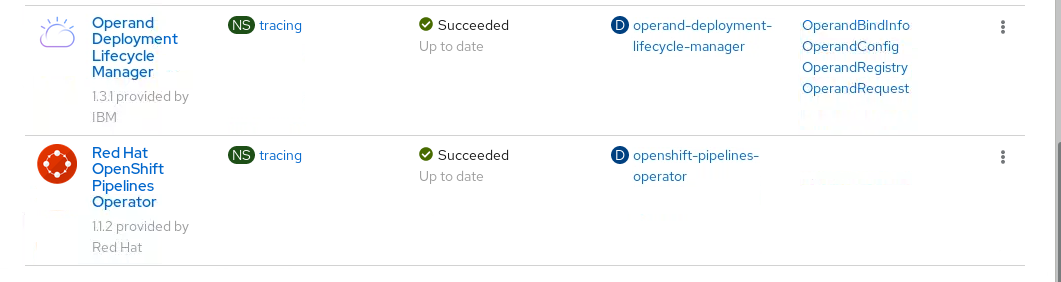 Operand
Deployment
Lifecycle
Manager
1.3.1 provided by
IBM
NS tracing
Succeeded
Up to date
D operand-deployment-
lifecycle-manager
OperandBindInfo
OperandConfig
OperandRegistry
OperandRequest
Red Hat
OpenShift
Pipelines
Operator
1.1.2 provided by
Red Hat
NS tracing
Succeeded
Up to date
D openshift-pipelines-
operator